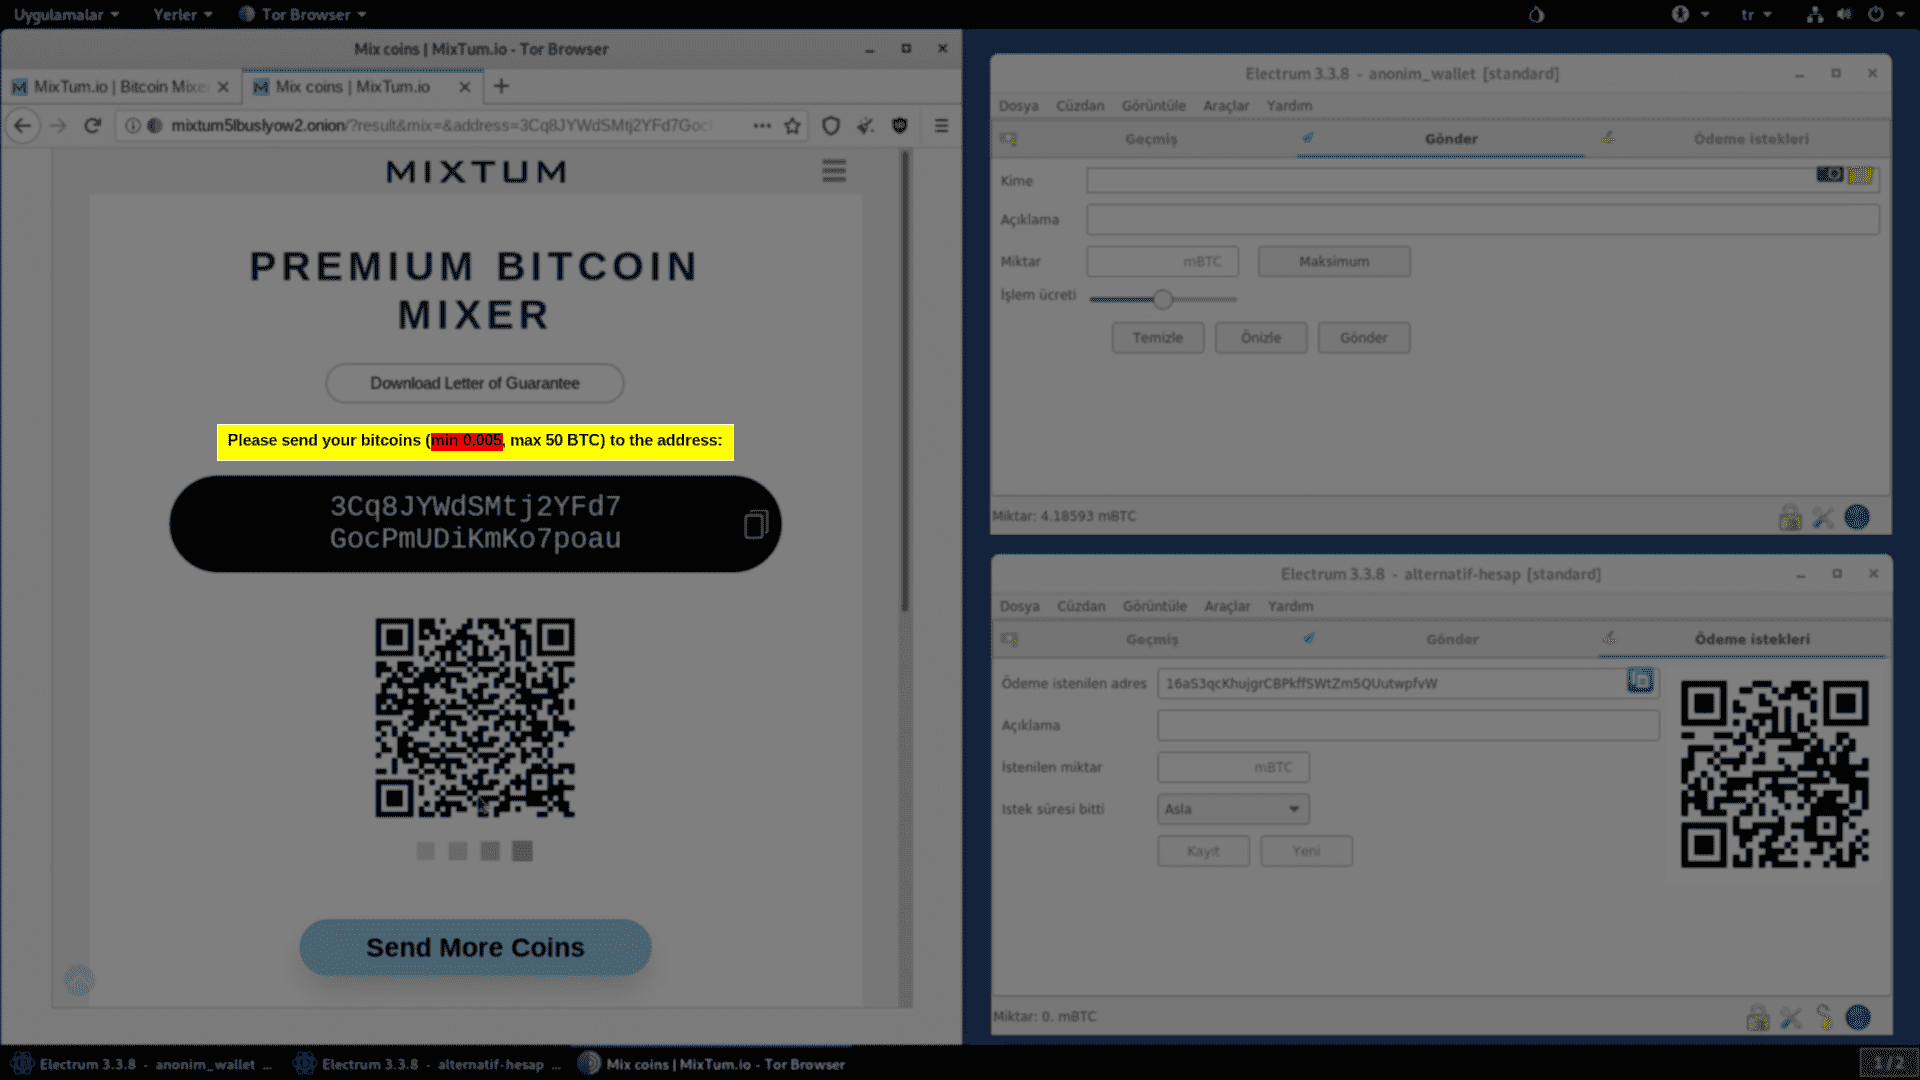 Uygulamalar
Yerler
Tor Browser
tr
Mix coins | MixTum.io - Tor Browser
MixTum.io | Bitcoin Mixe
Mix coins | MixTum.io
mixtum5lbuslyow2.onion/?result&mix=&address=3Cq8JYWdSMtj2YFd7Goc
MIXTUM
PREMIUM BITCOIN
MIXER
Download Letter of Guarantee
Please send your bitcoins (min 0.005, max 50 BTC) to the address:
3Cq8JYWdSMtj2YFd7
GocPmUDiKmKo7poau
Send More Coins
Electrum 3.3.8 - anonim_wallet [standard]
Dosya Cüzdan Görüntüle Araçlar Yardım
Geçmiş Gönder Ödeme istekleri
Kime
Açıklama
Miktar mBTC Maksimum
İşlem ücreti
Temizle Önizle Gönder
Miktar: 4.18593 mBTC
Electrum 3.3.8 - alternatif-hesap [standard]
Dosya Cüzdan Görüntüle Araçlar Yardım
Geçmiş Gönder Ödeme istekleri
Ödeme istenilen adres 16aS3qcKhujgrCBPkffSWtZm5QUutwpfvW
Açıklama
İstenilen miktar mBTC
Istek süresi bitti Asla
Kayıt Yeni
Miktar: 0. mBTC
Electrum 3.3.8 - anonim_wallet ...
Electrum 3.3.8 - alternatif-hesap ...
Mix coins | MixTum.io - Tor Browser
1 / 2